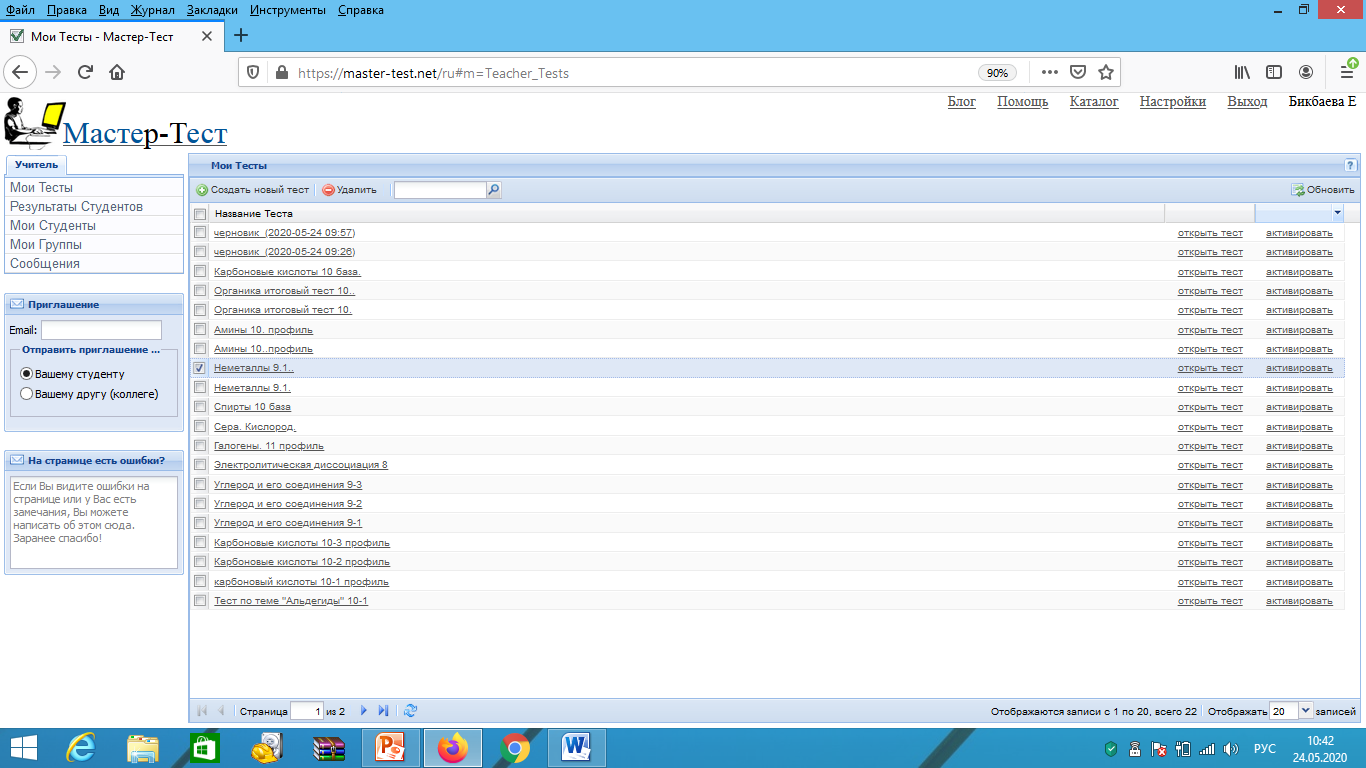 Файл Правка Вид Журнал Закладки Инструменты Справка
Мои Тесты - Мастер-Тест
https://master-test.net/ru#m=Teacher_Tests 90%
Блог Помощь Каталог Настройки Выход Бикбаева Е
Мастер-Тест
Учитель
Мои Тесты
Результаты Студентов
Мои Студенты
Мои Группы
Сообщения
Приглашение
Email:
Отправить приглашение ...
Вашему студенту
Вашему другу (коллеге)
На странице есть ошибки?
Если Вы видите ошибки на
странице или у Вас есть
замечания, Вы можете
написать об этом сюда.
Заранее спасибо!
Мои Тесты ?
Создать новый тест Удалить Обновить
Название Теста
черновик (2020-05-24 09:57) открыть тест активировать
черновик (2020-05-24 09:26) открыть тест активировать
Карбоновые кислоты 10 база. открыть тест активировать
Органика итоговый тест 10.. открыть тест активировать
Органика итоговый тест 10. открыть тест активировать
Амины 10. профиль открыть тест активировать
Амины 10..профиль открыть тест активировать
Неметаллы 9.1.. открыть тест активировать
Неметаллы 9.1. открыть тест активировать
Спирты 10 база открыть тест активировать
Сера. Кислород. открыть тест активировать
Галогены. 11 профиль открыть тест активировать
Электролитическая диссоциация 8 открыть тест активировать
Углерод и его соединения 9-3 открыть тест активировать
Углерод и его соединения 9-2 открыть тест активировать
Углерод и его соединения 9-1 открыть тест активировать
Карбоновые кислоты 10-3 профиль открыть тест активировать
Карбоновые кислоты 10-2 профиль открыть тест активировать
карбоновый кислоты 10-1 профиль открыть тест активировать
Тест по теме "Альдегиды" 10-1 открыть тест активировать
Страница 1 из 2 Отображаются записи с 1 по 20, всего 22 Отображать 20 записей
РУС
10:42
24.05.2020